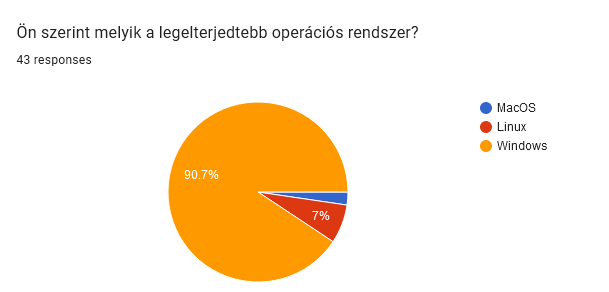 Ön szerint melyik a legelterjedtebb operációs rendszer?
43 responses
MacOS
Linux
Windows
90.7%
7%